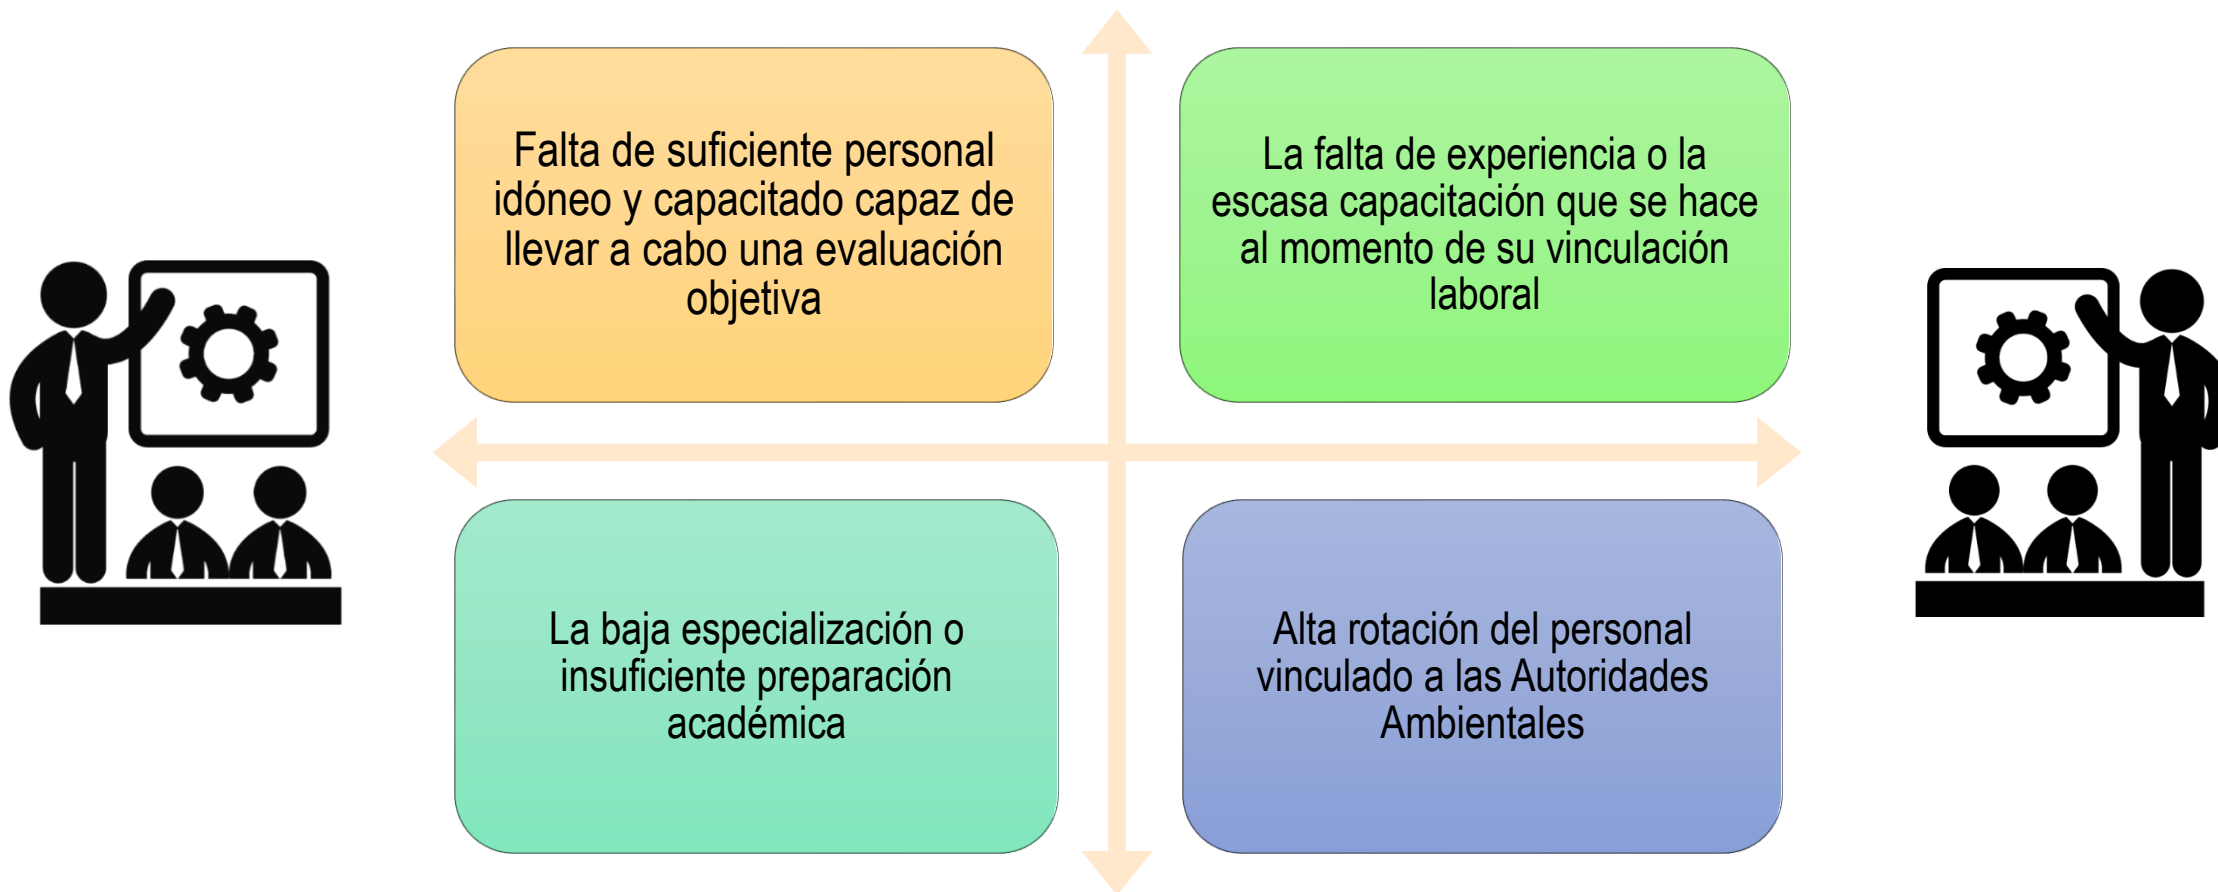 Falta de suficiente personal
idóneo y capacitado capaz de
llevar a cabo una evaluación
objetiva
La falta de experiencia o la
escasa capacitación que se hace
al momento de su vinculación
laboral
La baja especialización o
insuficiente preparación
académica
Alta rotación del personal
vinculado a las Autoridades
Ambientales